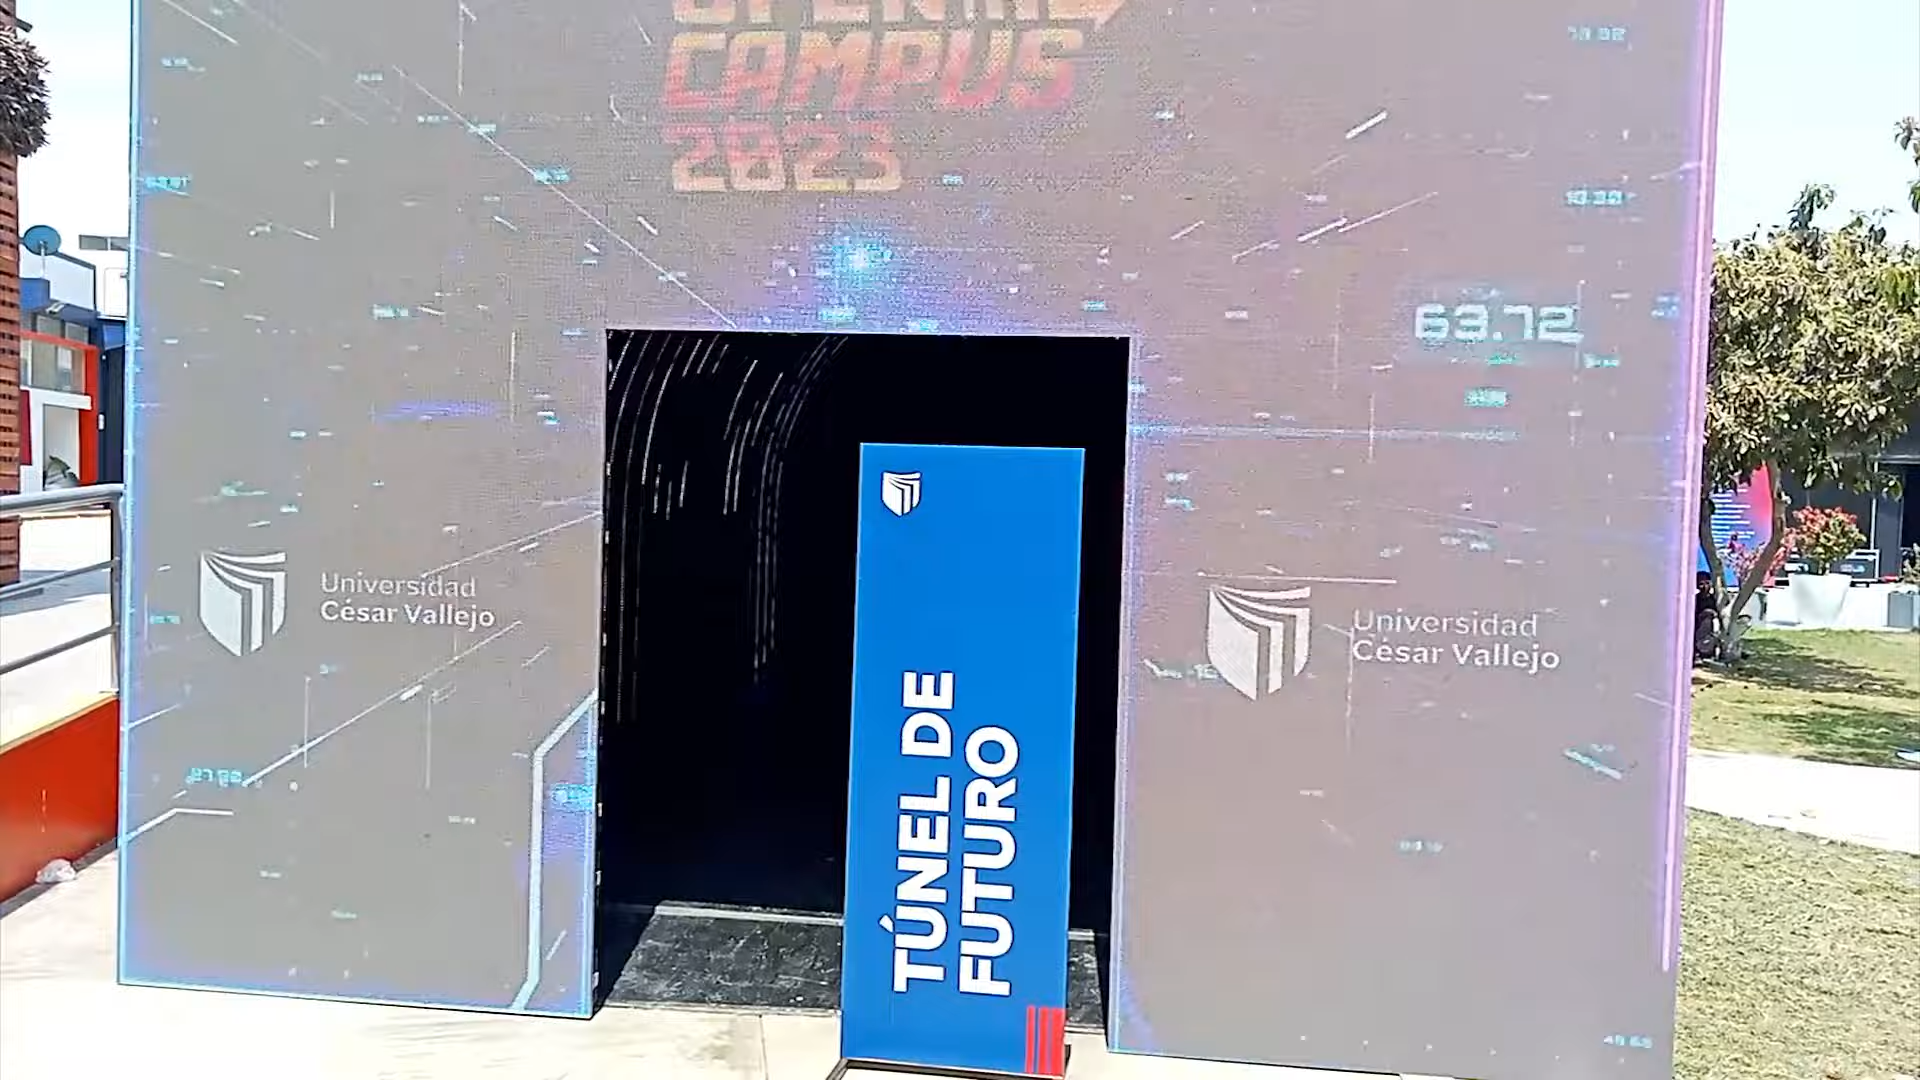 CAMPUS
2023
63.72
Universidad
César Vallejo
Universidad
César Vallejo
TÚNEL DE
FUTURO